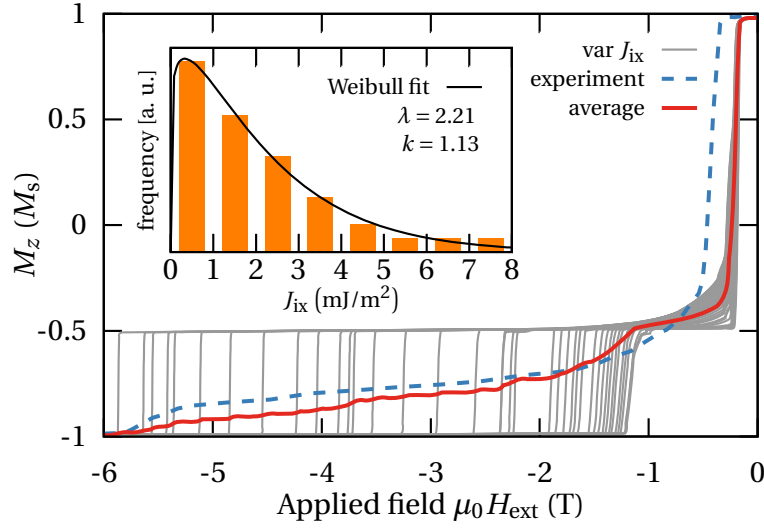 1
0.5
0
-0.5
-1
M_z (M_s)
var J_ix
experiment
average
Weibull fit
λ = 2.21
k = 1.13
frequency [a. u.]
0 1 2 3 4 5 6 7 8
J_ix (mJ/m²)
-6 -5 -4 -3 -2 -1 0
Applied field μ₀H_ext (T)